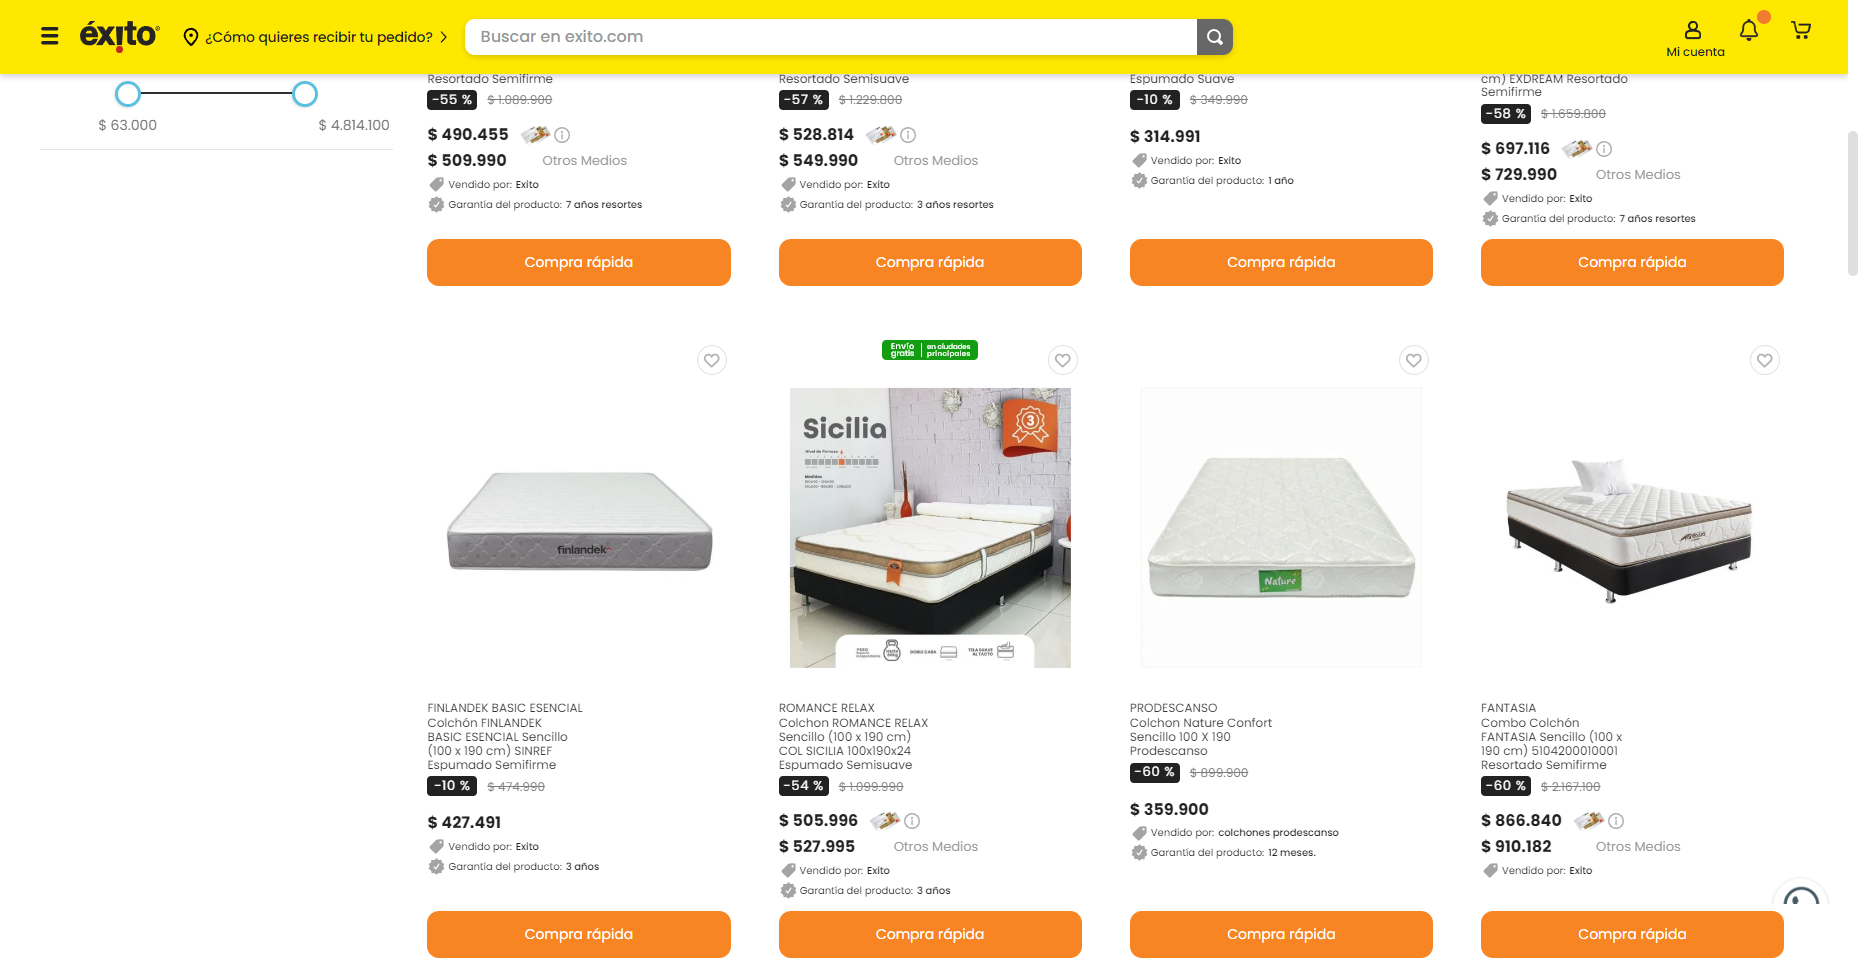 éxito
¿Cómo quieres recibir tu pedido?
Buscar en exito.com
Mi cuenta
$ 63.000
$ 4.814.100
Resortado Semifirme
-55 % $ 1.089.900
$ 490.455
$ 509.990 Otros Medios
Vendido por: Exito
Garantía del producto: 7 años resortes
Compra rápida
Resortado Semisuave
-57 % $ 1.229.800
$ 528.814
$ 549.990 Otros Medios
Vendido por: Exito
Garantía del producto: 3 años resortes
Compra rápida
Espumado Suave
-10 % $ 349.990
$ 314.991
Vendido por: Exito
Garantía del producto: 1 año
Compra rápida
cm) EXDREAM Resortado
Semifirme
-58 % $ 1.659.800
$ 697.116
$ 729.990 Otros Medios
Vendido por: Exito
Garantía del producto: 7 años resortes
Compra rápida
finlandek
FINLANDEK BASIC ESENCIAL
Colchón FINLANDEK
BASIC ESENCIAL Sencillo
(100 x 190 cm) SINREF
Espumado Semifirme
-10 % $ 474.990
$ 427.491
Vendido por: Exito
Garantía del producto: 3 años
Compra rápida
Envío gratis en ciudades principales
Sicilia
3
Nivel de Firmeza
Medidas
DOBLE CARA
TELA SUAVE
AL TACTO
ROMANCE RELAX
Colchon ROMANCE RELAX
Sencillo (100 x 190 cm)
COL SICILIA 100x190x24
Espumado Semisuave
-54 % $ 1.099.990
$ 505.996
$ 527.995 Otros Medios
Vendido por: Exito
Garantía del producto: 3 años
Compra rápida
Nature
PRODESCANSO
Colchon Nature Confort
Sencillo 100 X 190
Prodescanso
-60 % $ 899.900
$ 359.900
Vendido por: colchones prodescanso
Garantía del producto: 12 meses.
Compra rápida
FANTASIA
Combo Colchón
FANTASIA Sencillo (100 x
190 cm) 5104200010001
Resortado Semifirme
-60 % $ 2.167.100
$ 866.840
$ 910.182 Otros Medios
Vendido por: Exito
Compra rápida